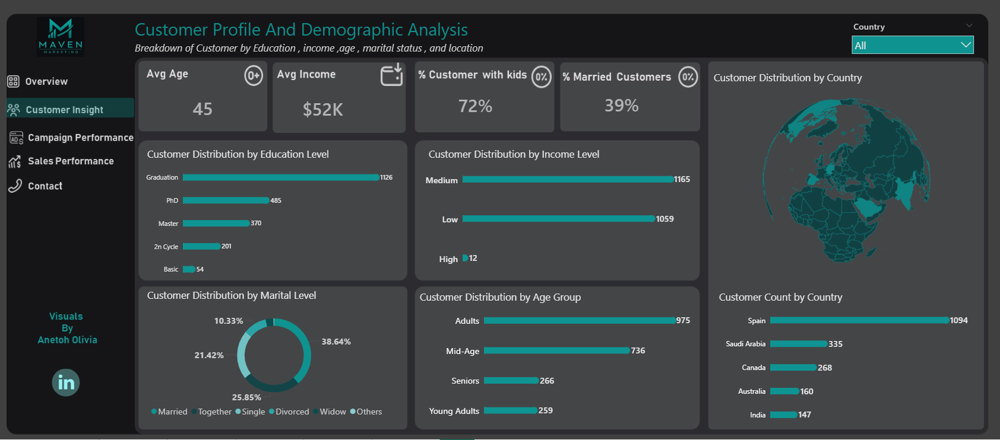 MAVEN
MARKETING
Customer Profile And Demographic Analysis
Breakdown of Customer by Education , income ,age , marital status , and location
Country
All
Overview
Customer Insight
Campaign Performance
Sales Performance
Contact
Visuals
By
Anetoh Olivia
in
Avg Age
0+
45
Avg Income
$52K
% Customer with kids
0%
72%
% Married Customers
0%
39%
Customer Distribution by Education Level
Graduation 1126
PhD 485
Master 370
2n Cycle 201
Basic 54
Customer Distribution by Income Level
Medium 1165
Low 1059
High 12
Customer Distribution by Country
Customer Distribution by Marital Level
10.33%
38.64%
21.42%
25.85%
Married Together Single Divorced Widow Others
Customer Distribution by Age Group
Adults 975
Mid-Age 736
Seniors 266
Young Adults 259
Customer Count by Country
Spain 1094
Saudi Arabia 335
Canada 268
Australia 160
India 147